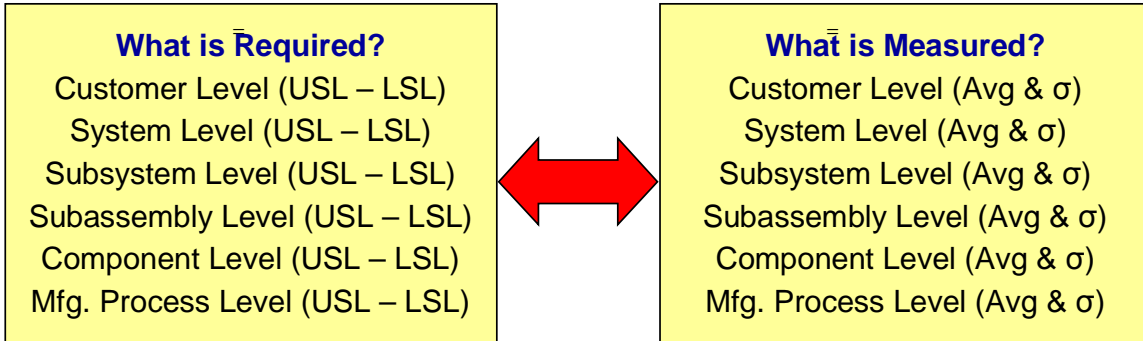 What is Required?
Customer Level (USL – LSL)
System Level (USL – LSL)
Subsystem Level (USL – LSL)
Subassembly Level (USL – LSL)
Component Level (USL – LSL)
Mfg. Process Level (USL – LSL)
What is Measured?
Customer Level (Avg & σ)
System Level (Avg & σ)
Subsystem Level (Avg & σ)
Subassembly Level (Avg & σ)
Component Level (Avg & σ)
Mfg. Process Level (Avg & σ)